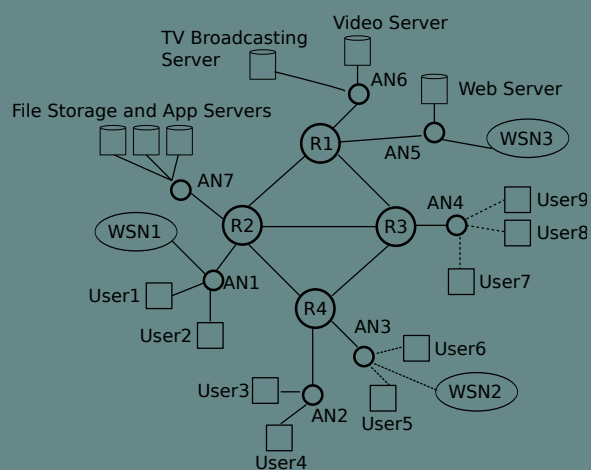 Video Server
TV Broadcasting
Server
AN6
Web Server
File Storage and App Servers
R1
AN5
WSN3
AN7
AN4
User9
R2
R3
User8
WSN1
User7
AN1
User1
R4
AN3
User2
User6
User3
WSN2
AN2
User5
User4